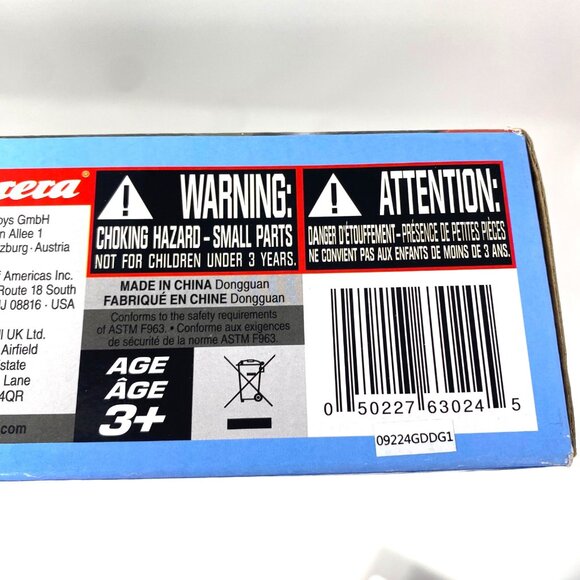 rera®
oys GmbH
n Allee 1
zburg · Austria
f Americas Inc.
Route 18 South
J 08816 · USA
I UK Ltd.
Airfield
state
Lane
4QR
.com
WARNING:
CHOKING HAZARD – SMALL PARTS
NOT FOR CHILDREN UNDER 3 YEARS.
ATTENTION:
DANGER D'ÉTOUFFEMENT – PRÉSENCE DE PETITES PIÈCES
NE CONVIENT PAS AUX ENFANTS DE MOINS DE 3 ANS.
MADE IN CHINA Dongguan
FABRIQUÉ EN CHINE Dongguan
Conforms to the safety requirements
of ASTM F963. • Conforme aux exigences
de sécurité de la norme ASTM F963.
AGE
ÂGE
3+
0 50227 63024 5
09224GDDG1